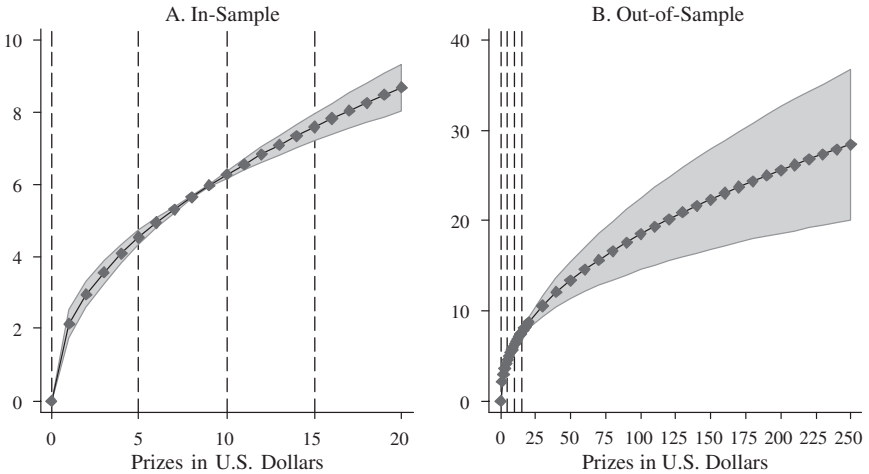 A. In-Sample
10
8
6
4
2
0
0 5 10 15 20
Prizes in U.S. Dollars
B. Out-of-Sample
40
30
20
10
0
0 25 50 75 100 125 150 175 200 225 250
Prizes in U.S. Dollars